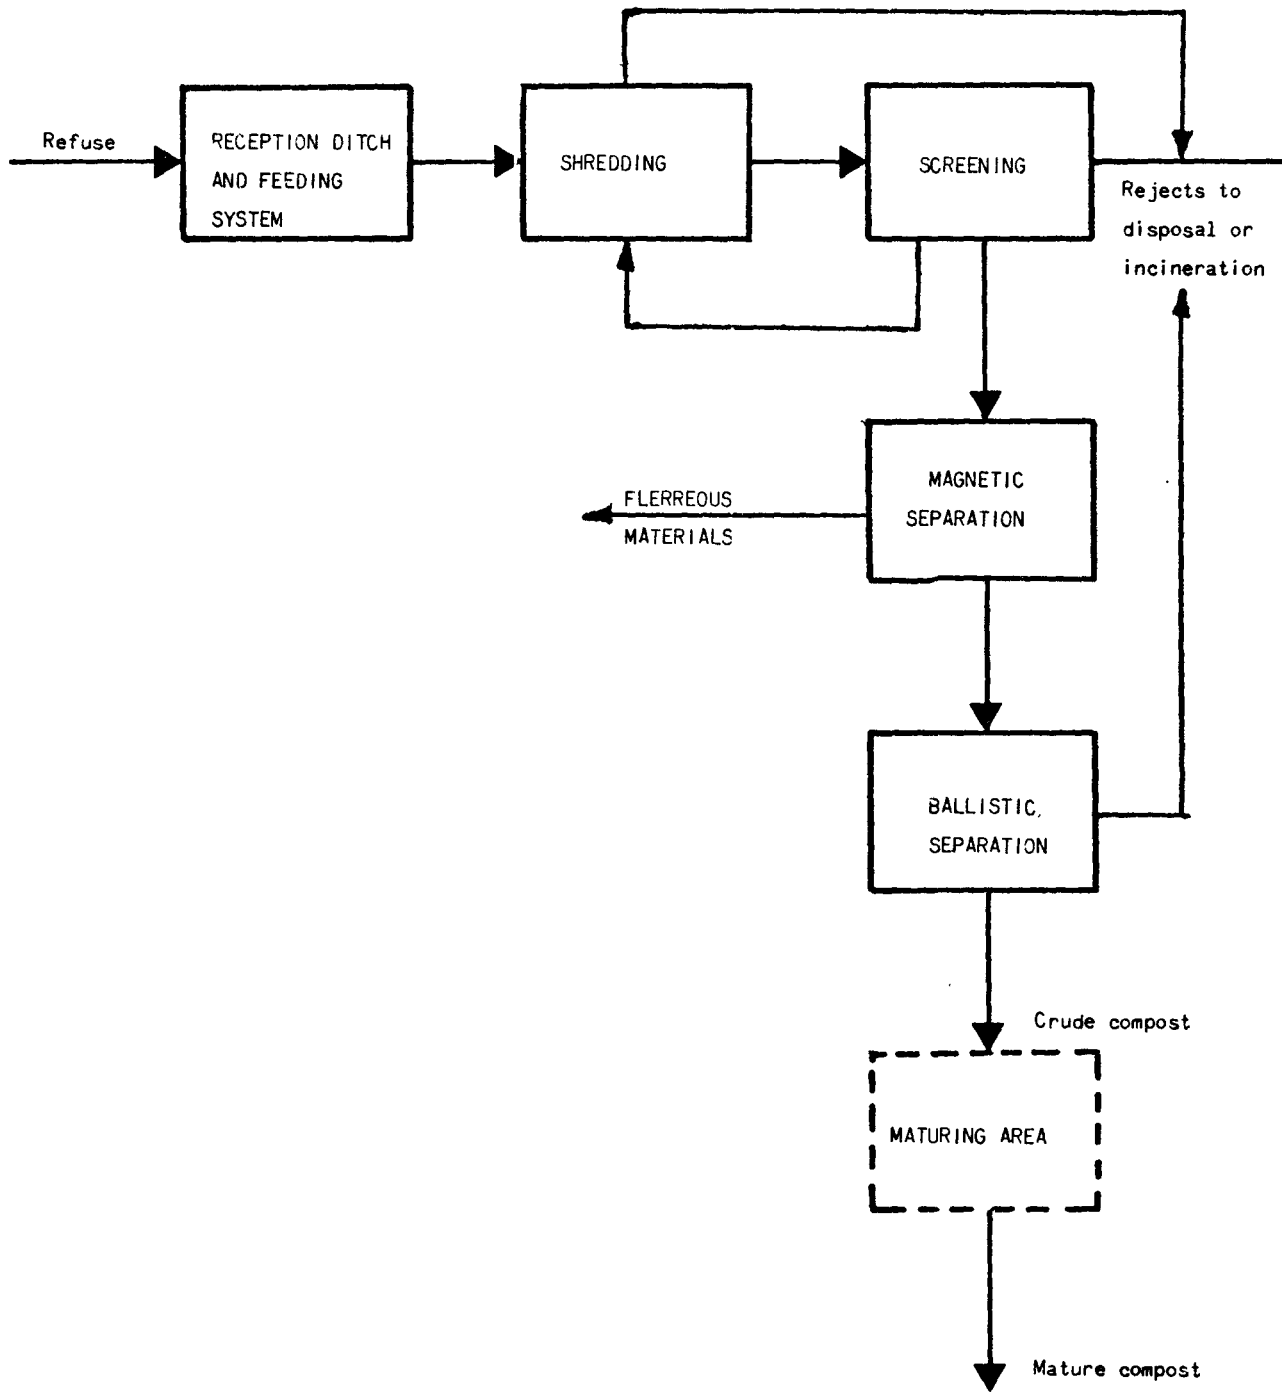 Refuse
RECEPTION DITCH
AND FEEDING
SYSTEM
SHREDDING
SCREENING
Rejects to
disposal or
incineration
MAGNETIC
SEPARATION
FLERREOUS
MATERIALS
BALLISTIC
SEPARATION
Crude compost
MATURING AREA
Mature compost